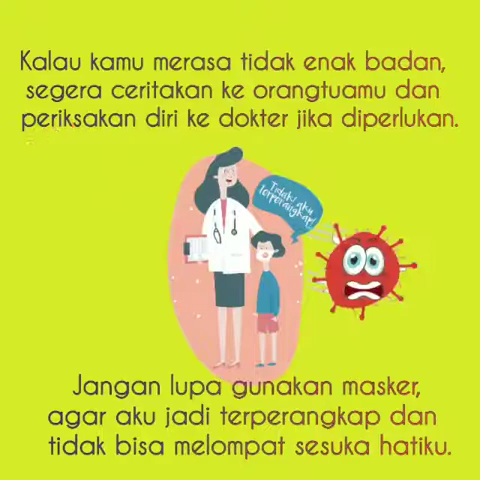 Kalau kamu merasa tidak enak badan,
segera ceritakan ke orangtuamu dan
periksakan diri ke dokter jika diperlukan.
Tidak! aku
terperangkap!
Jangan lupa gunakan masker,
agar aku jadi terperangkap dan
tidak bisa melompat sesuka hatiku.